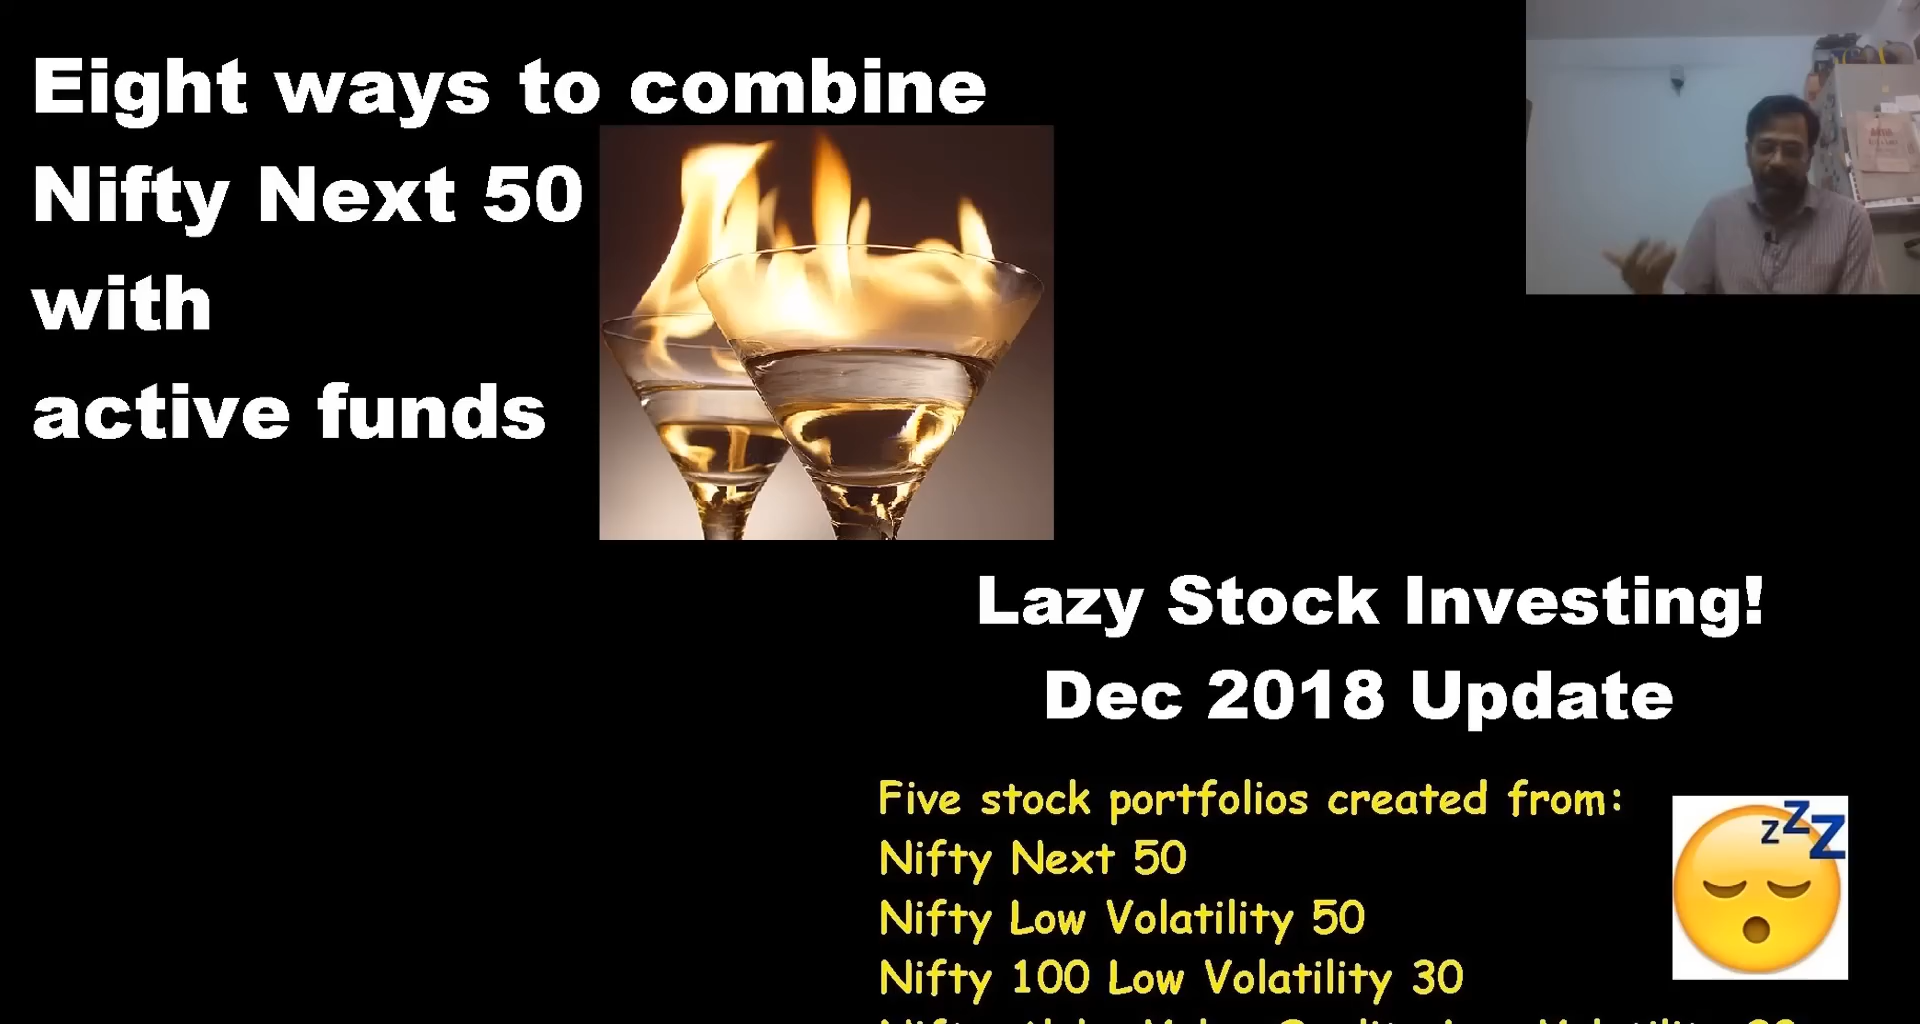 Eight ways to combine
Nifty Next 50
with
active funds
Lazy Stock Investing!
Dec 2018 Update
Five stock portfolios created from:
Nifty Next 50
Nifty Low Volatility 50
Nifty 100 Low Volatility 30
z z z